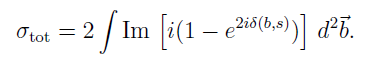 σ_tot = 2 ∫ Im [i(1 − e^{2iδ(b,s)})] d²b⃗.